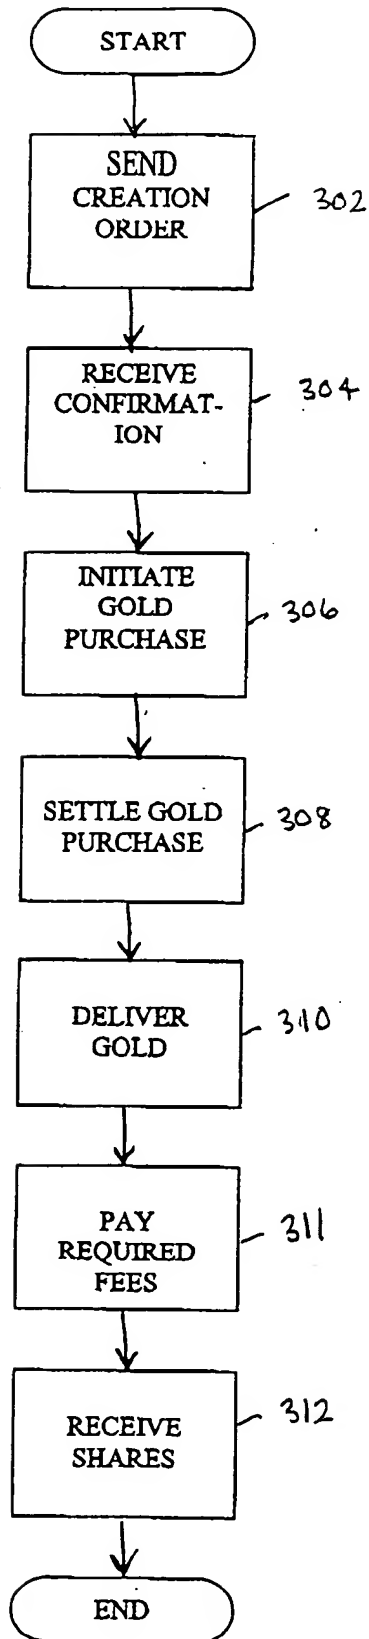 START
SEND
CREATION
ORDER
302
RECEIVE
CONFIRMAT-
ION
304
INITIATE
GOLD
PURCHASE
306
SETTLE GOLD
PURCHASE
308
DELIVER
GOLD
310
PAY
REQUIRED
FEES
311
RECEIVE
SHARES
312
END